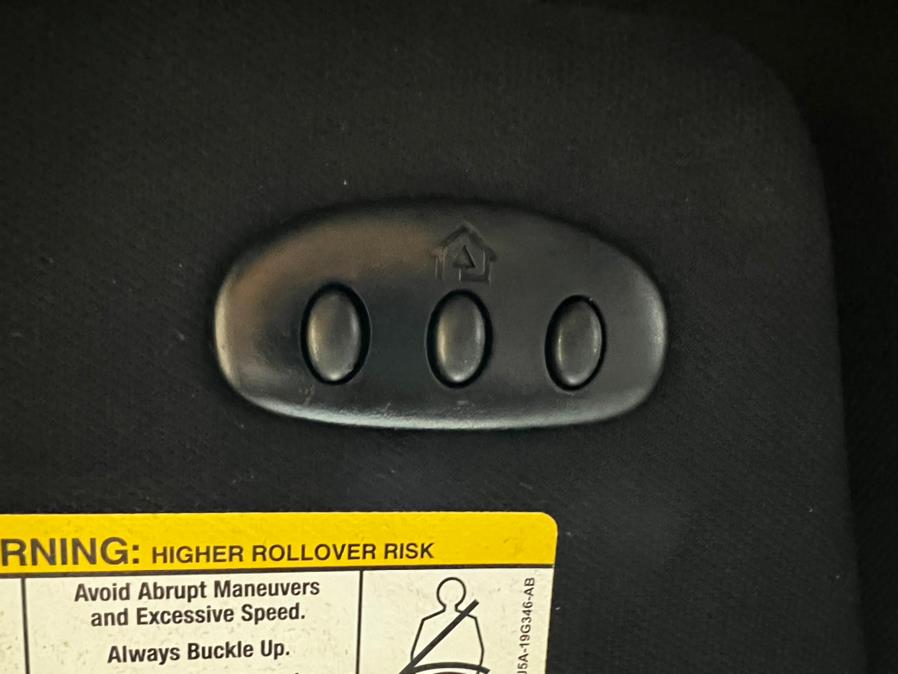 RNING: HIGHER ROLLOVER RISK
Avoid Abrupt Maneuvers
and Excessive Speed.
Always Buckle Up.
J5A-19G346-AB